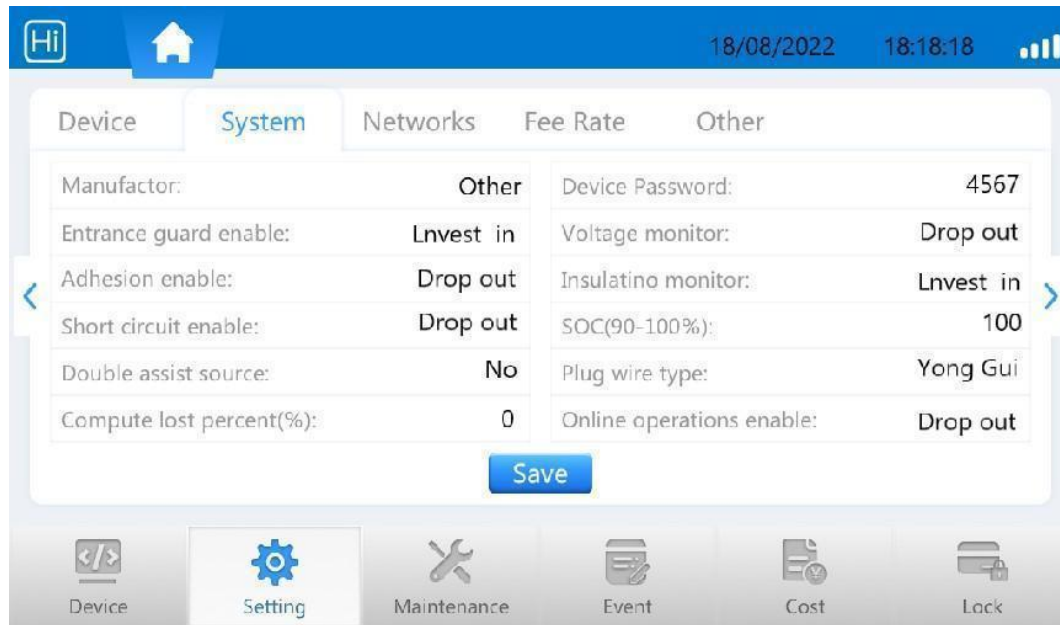 Hi 18/08/2022 18:18:18
Device System Networks Fee Rate Other
Manufactor: Other Device Password: 4567
Entrance guard enable: Lnvest in Voltage monitor: Drop out
Adhesion enable: Drop out Insulatino monitor: Lnvest in
Short circuit enable: Drop out SOC(90-100%): 100
Double assist source: No Plug wire type: Yong Gui
Compute lost percent(%): 0 Online operations enable: Drop out
Save
Device Setting Maintenance Event Cost Lock